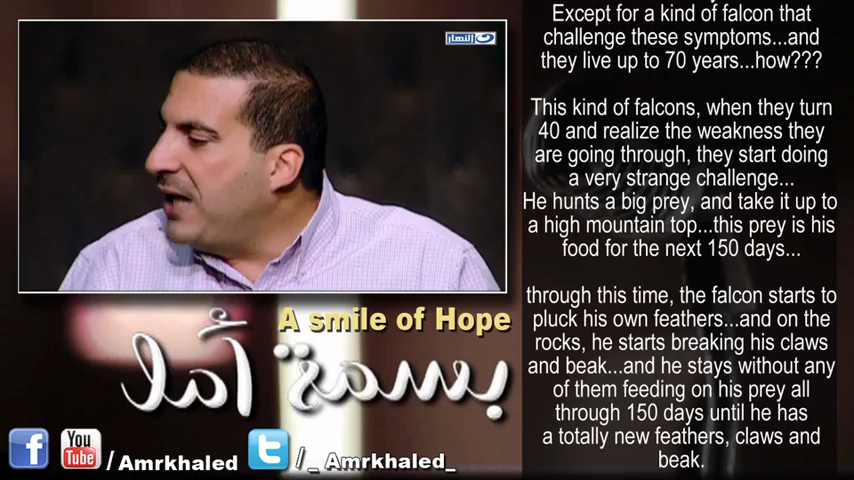 النهار
A smile of Hope
بسمة أمل
f
You
Tube
/Amrkhaled
/_Amrkhaled_
Except for a kind of falcon that
challenge these symptoms...and
they live up to 70 years...how???
This kind of falcons, when they turn
40 and realize the weakness they
are going through, they start doing
a very strange challenge...
He hunts a big prey, and take it up to
a high mountain top...this prey is his
food for the next 150 days...
through this time, the falcon starts to
pluck his own feathers...and on the
rocks, he starts breaking his claws
and beak...and he stays without any
of them feeding on his prey all
through 150 days until he has
a totally new feathers, claws and
beak.